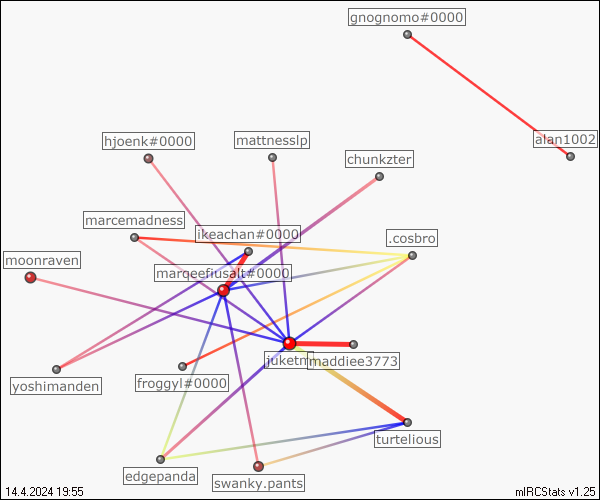 gnognomo#0000
alan1002
hjoenk#0000
mattnesslp
chunkzter
marcemadness
ikeachan#0000
.cosbro
moonraven
marqeefiusalt#0000
juketm
maddiee3773
yoshimanden
froggyl#0000
turtelious
edgepanda
swanky.pants
14.4.2024 19:55
mIRCStats v1.25